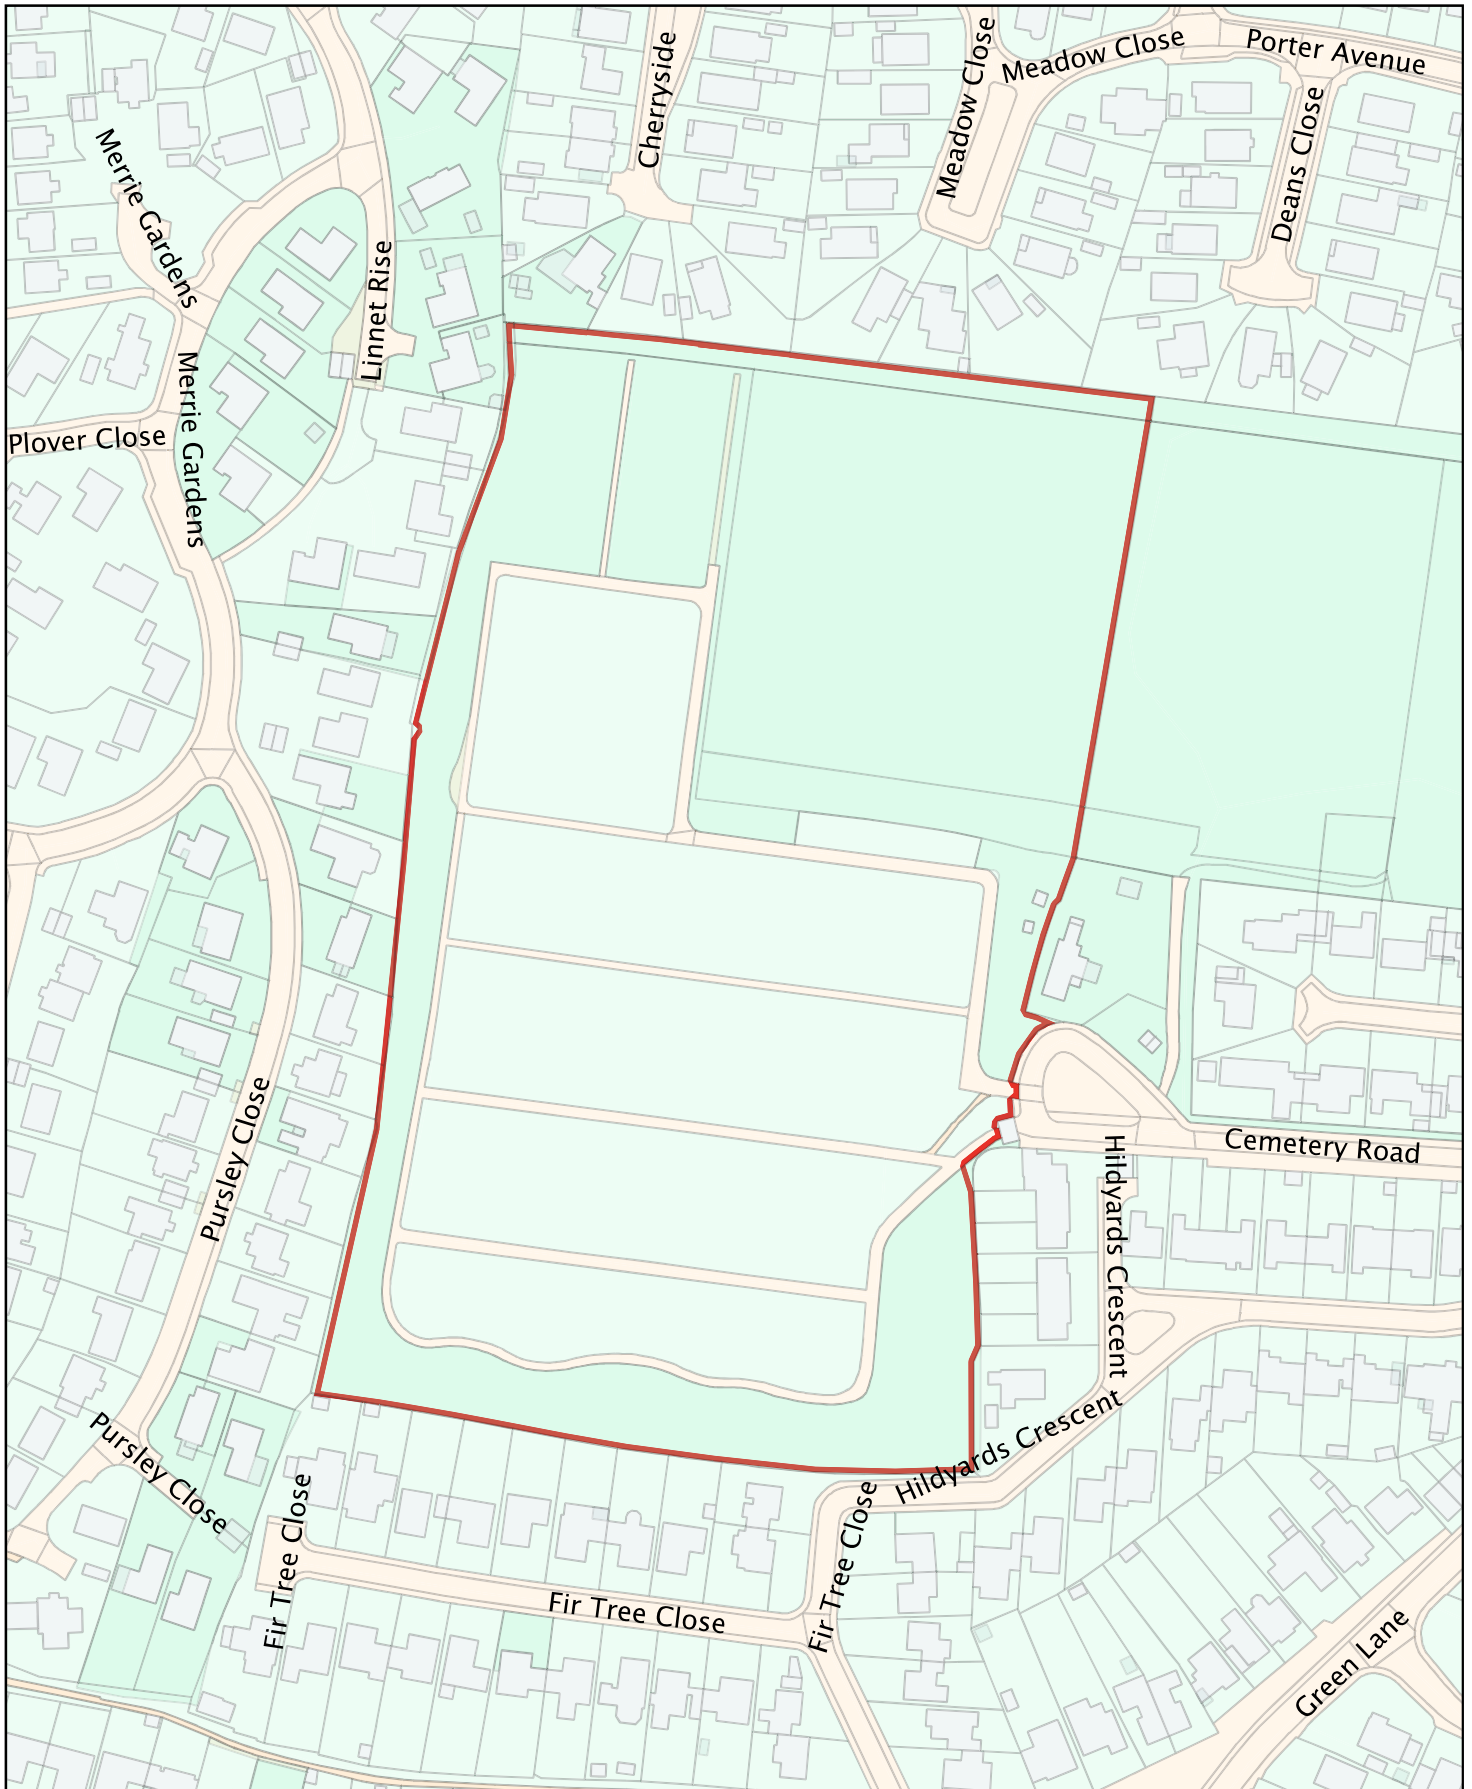 Cherryside
Meadow Close
Meadow Close
Porter Avenue
Deans Close
Merrie Gardens
Linnet Rise
Merrie Gardens
Plover Close
Pursley Close
Cemetery Road
Hildyards Crescent
Hildyards Crescent
Pursley Close
Fir Tree Close
Fir Tree Close
Fir Tree Close
Green Lane